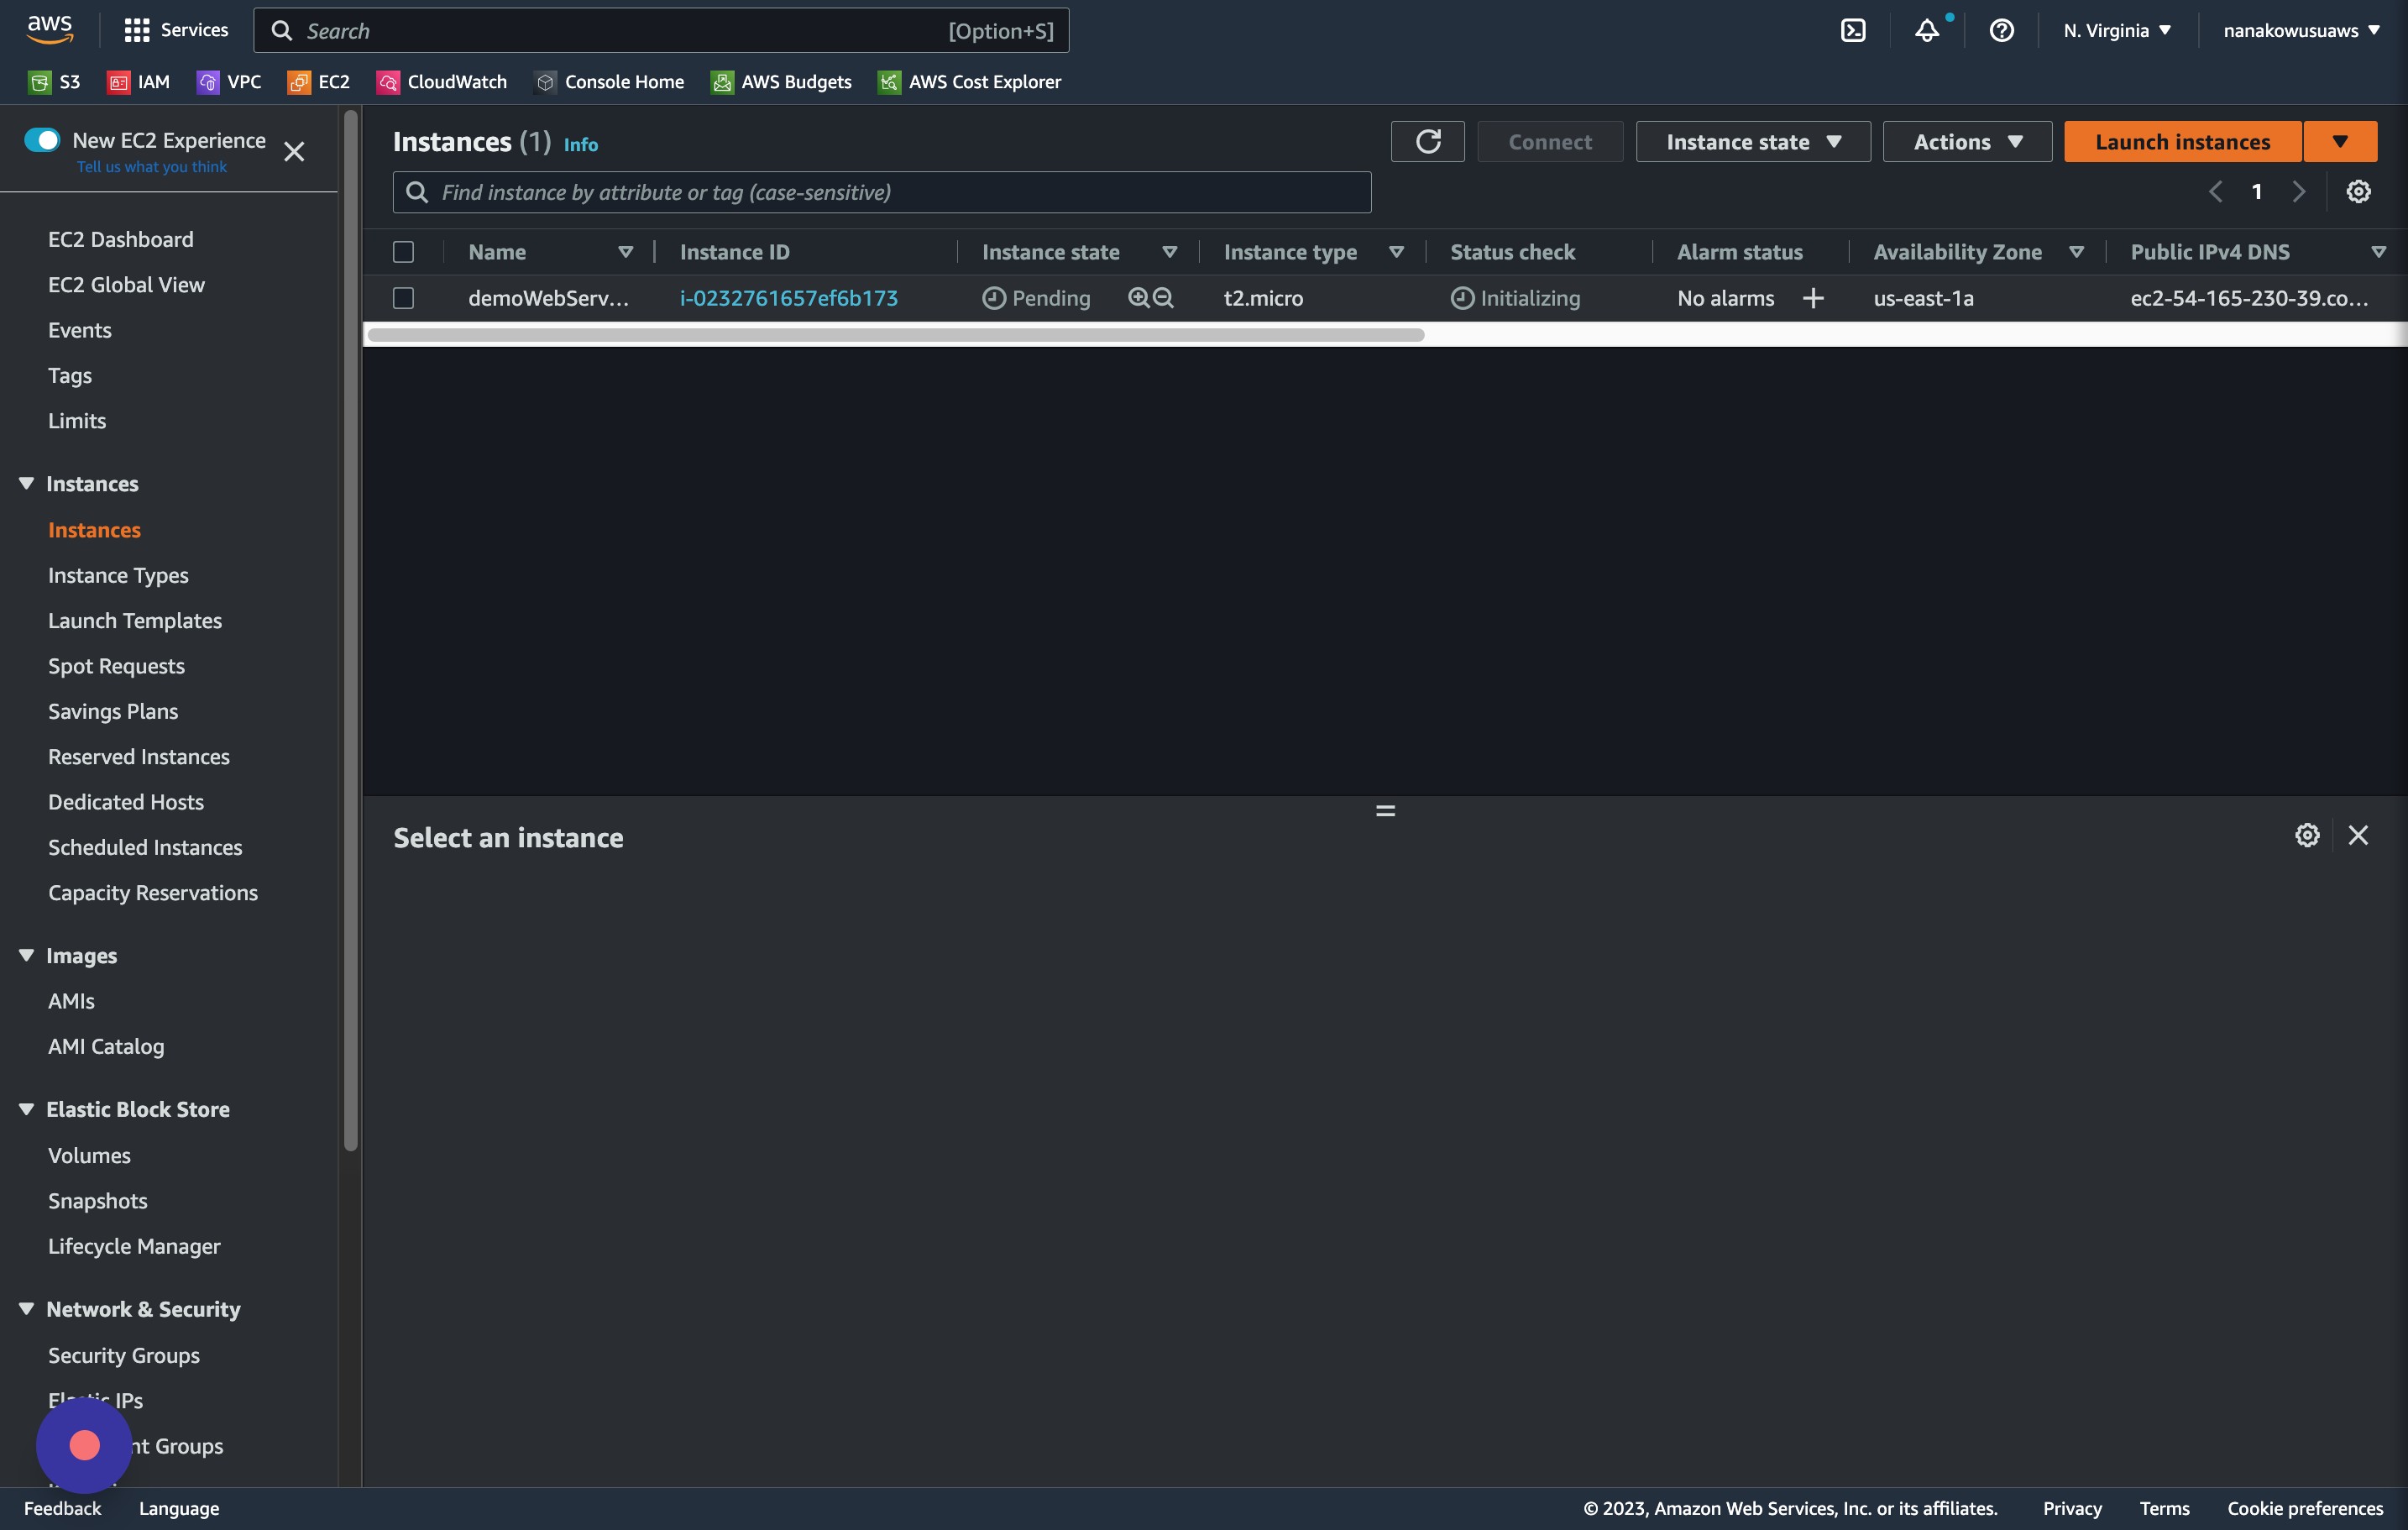 aws Services Search [Option+S] N. Virginia nanakowusuaws
S3 IAM VPC EC2 CloudWatch Console Home AWS Budgets AWS Cost Explorer
New EC2 Experience
Tell us what you think
EC2 Dashboard
EC2 Global View
Events
Tags
Limits
Instances
Instances
Instance Types
Launch Templates
Spot Requests
Savings Plans
Reserved Instances
Dedicated Hosts
Scheduled Instances
Capacity Reservations
Images
AMIs
AMI Catalog
Elastic Block Store
Volumes
Snapshots
Lifecycle Manager
Network & Security
Security Groups
Elastic IPs
Groups
Instances (1) Info Connect Instance state Actions Launch instances
Find instance by attribute or tag (case-sensitive) 1
Name Instance ID Instance state Instance type Status check Alarm status Availability Zone Public IPv4 DNS
demoWebServ... i-0232761657ef6b173 Pending t2.micro Initializing No alarms us-east-1a ec2-54-165-230-39.co...
Select an instance
Feedback Language © 2023, Amazon Web Services, Inc. or its affiliates. Privacy Terms Cookie preferences